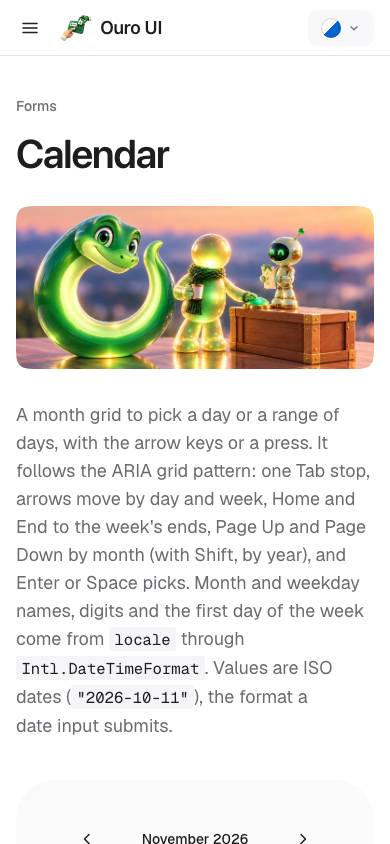 Ouro UI
Forms
Calendar
A month grid to pick a day or a range of
days, with the arrow keys or a press. It
follows the ARIA grid pattern: one Tab stop,
arrows move by day and week, Home and
End to the week's ends, Page Up and Page
Down by month (with Shift, by year), and
Enter or Space picks. Month and weekday
names, digits and the first day of the week
come from locale through
Intl.DateTimeFormat. Values are ISO
dates ("2026-10-11"), the format a
date input submits.
November 2026